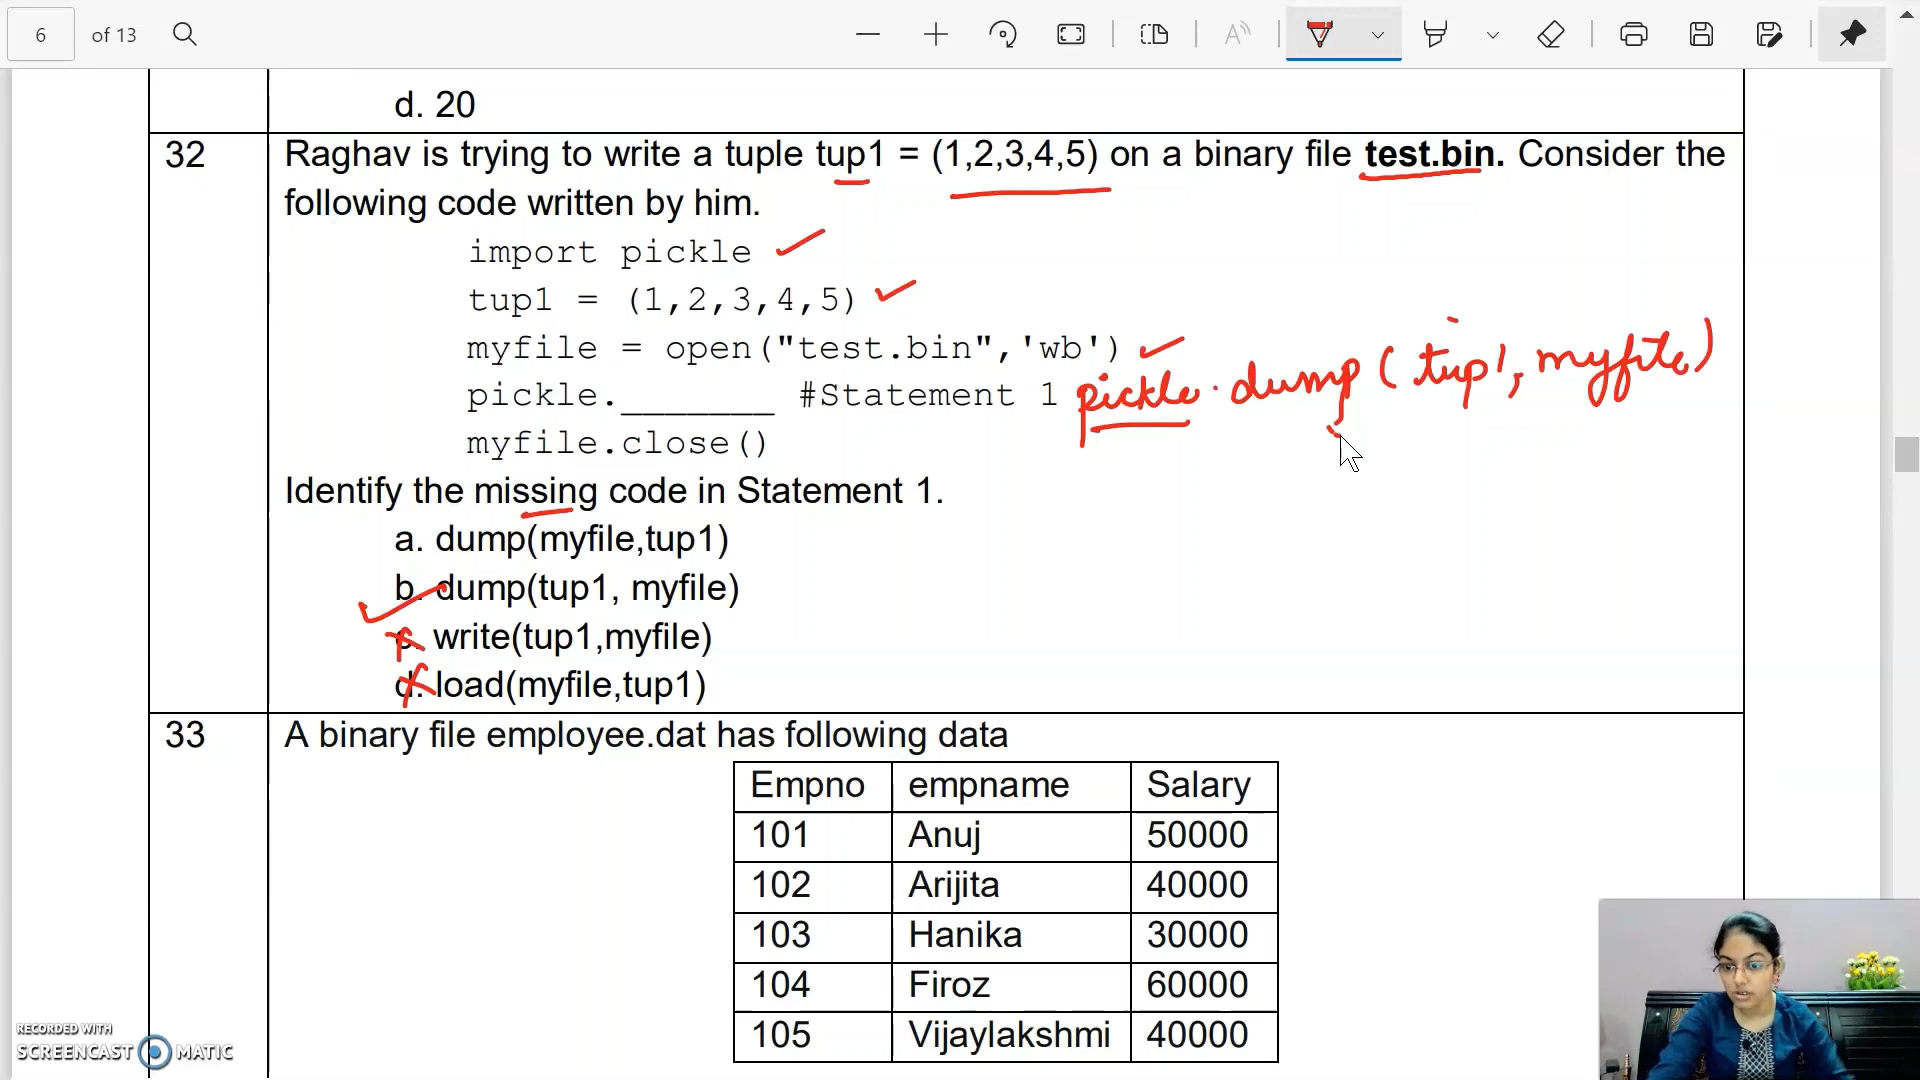 6 of 13
d. 20
32
Raghav is trying to write a tuple tup1 = (1,2,3,4,5) on a binary file test.bin. Consider the
following code written by him.
import pickle
tup1 = (1,2,3,4,5)
myfile = open("test.bin",'wb')
pickle._______ #Statement 1
pickle.dump(tup1, myfile)
myfile.close()
Identify the missing code in Statement 1.
a. dump(myfile,tup1)
b. dump(tup1, myfile)
c. write(tup1,myfile)
d. load(myfile,tup1)
33
A binary file employee.dat has following data
Empno empname Salary
101 Anuj 50000
102 Arijita 40000
103 Hanika 30000
104 Firoz 60000
105 Vijaylakshmi 40000
RECORDED WITH
SCREENCAST MATIC